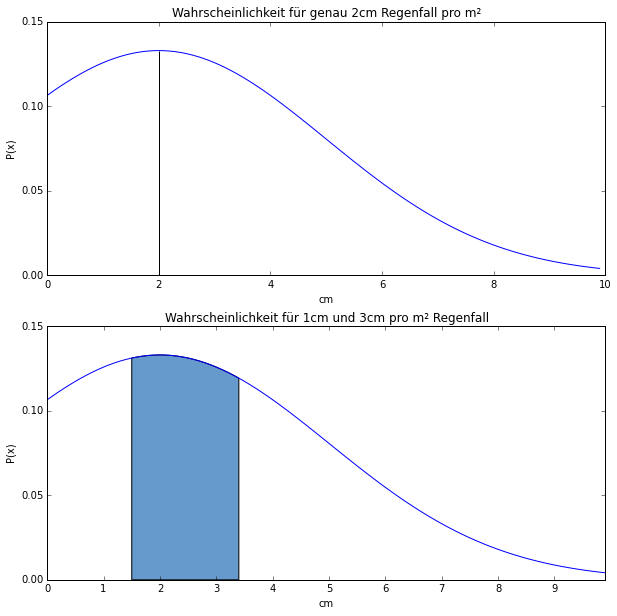 Wahrscheinlichkeit für genau 2cm Regenfall pro m²
0.15
0.10
0.05
0.00
P(x)
0 2 4 6 8 10
cm
Wahrscheinlichkeit für 1cm und 3cm pro m² Regenfall
0.15
0.10
0.05
0.00
P(x)
0 1 2 3 4 5 6 7 8 9
cm